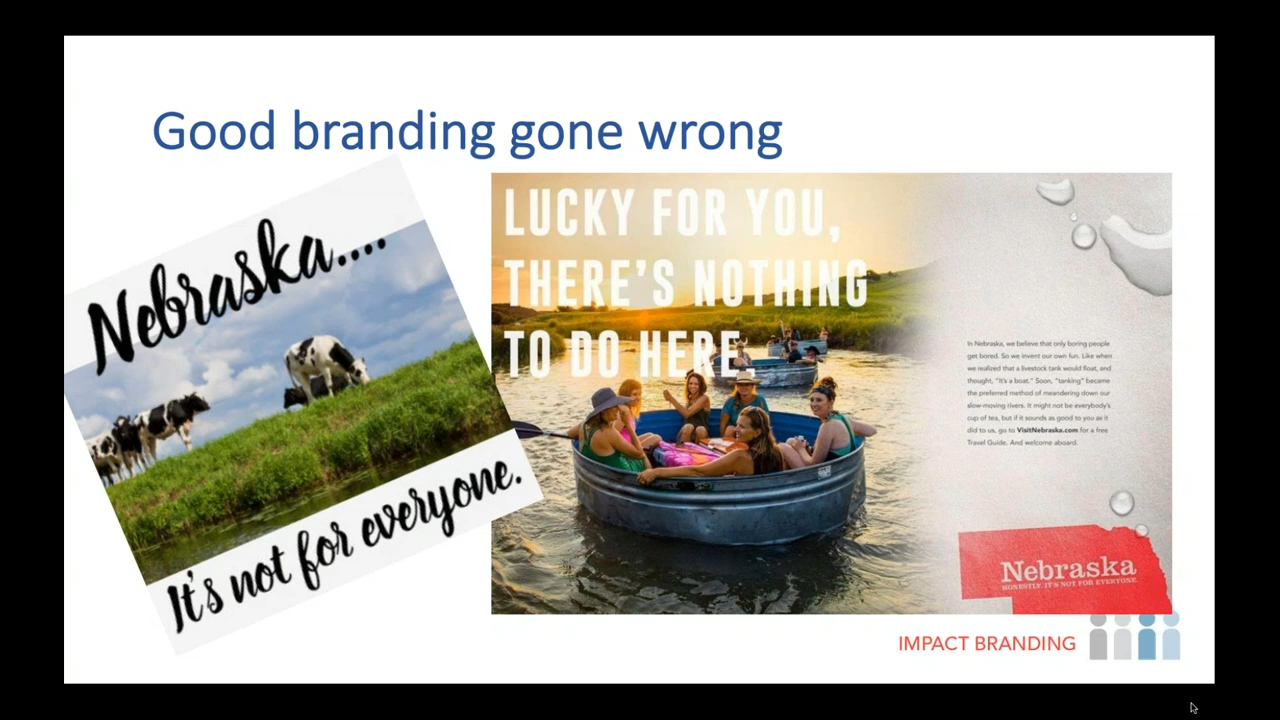 Good branding gone wrong
Nebraska....
It's not for everyone.
LUCKY FOR YOU,
THERE'S NOTHING
TO DO HERE.
In Nebraska, we believe that only boring people
get bored. So we invent our own fun. Like when
we realized that a livestock tank would float, and
thought, "It's a boat." Soon, "tanking" became
the preferred method of meandering down our
slow-moving rivers. It might not be everybody's
cup of tea, but if it sounds as good to you as it
did to us, go to VisitNebraska.com for a free
Travel Guide. And welcome aboard.
Nebraska
HONESTLY, IT'S NOT FOR EVERYONE.
IMPACT BRANDING